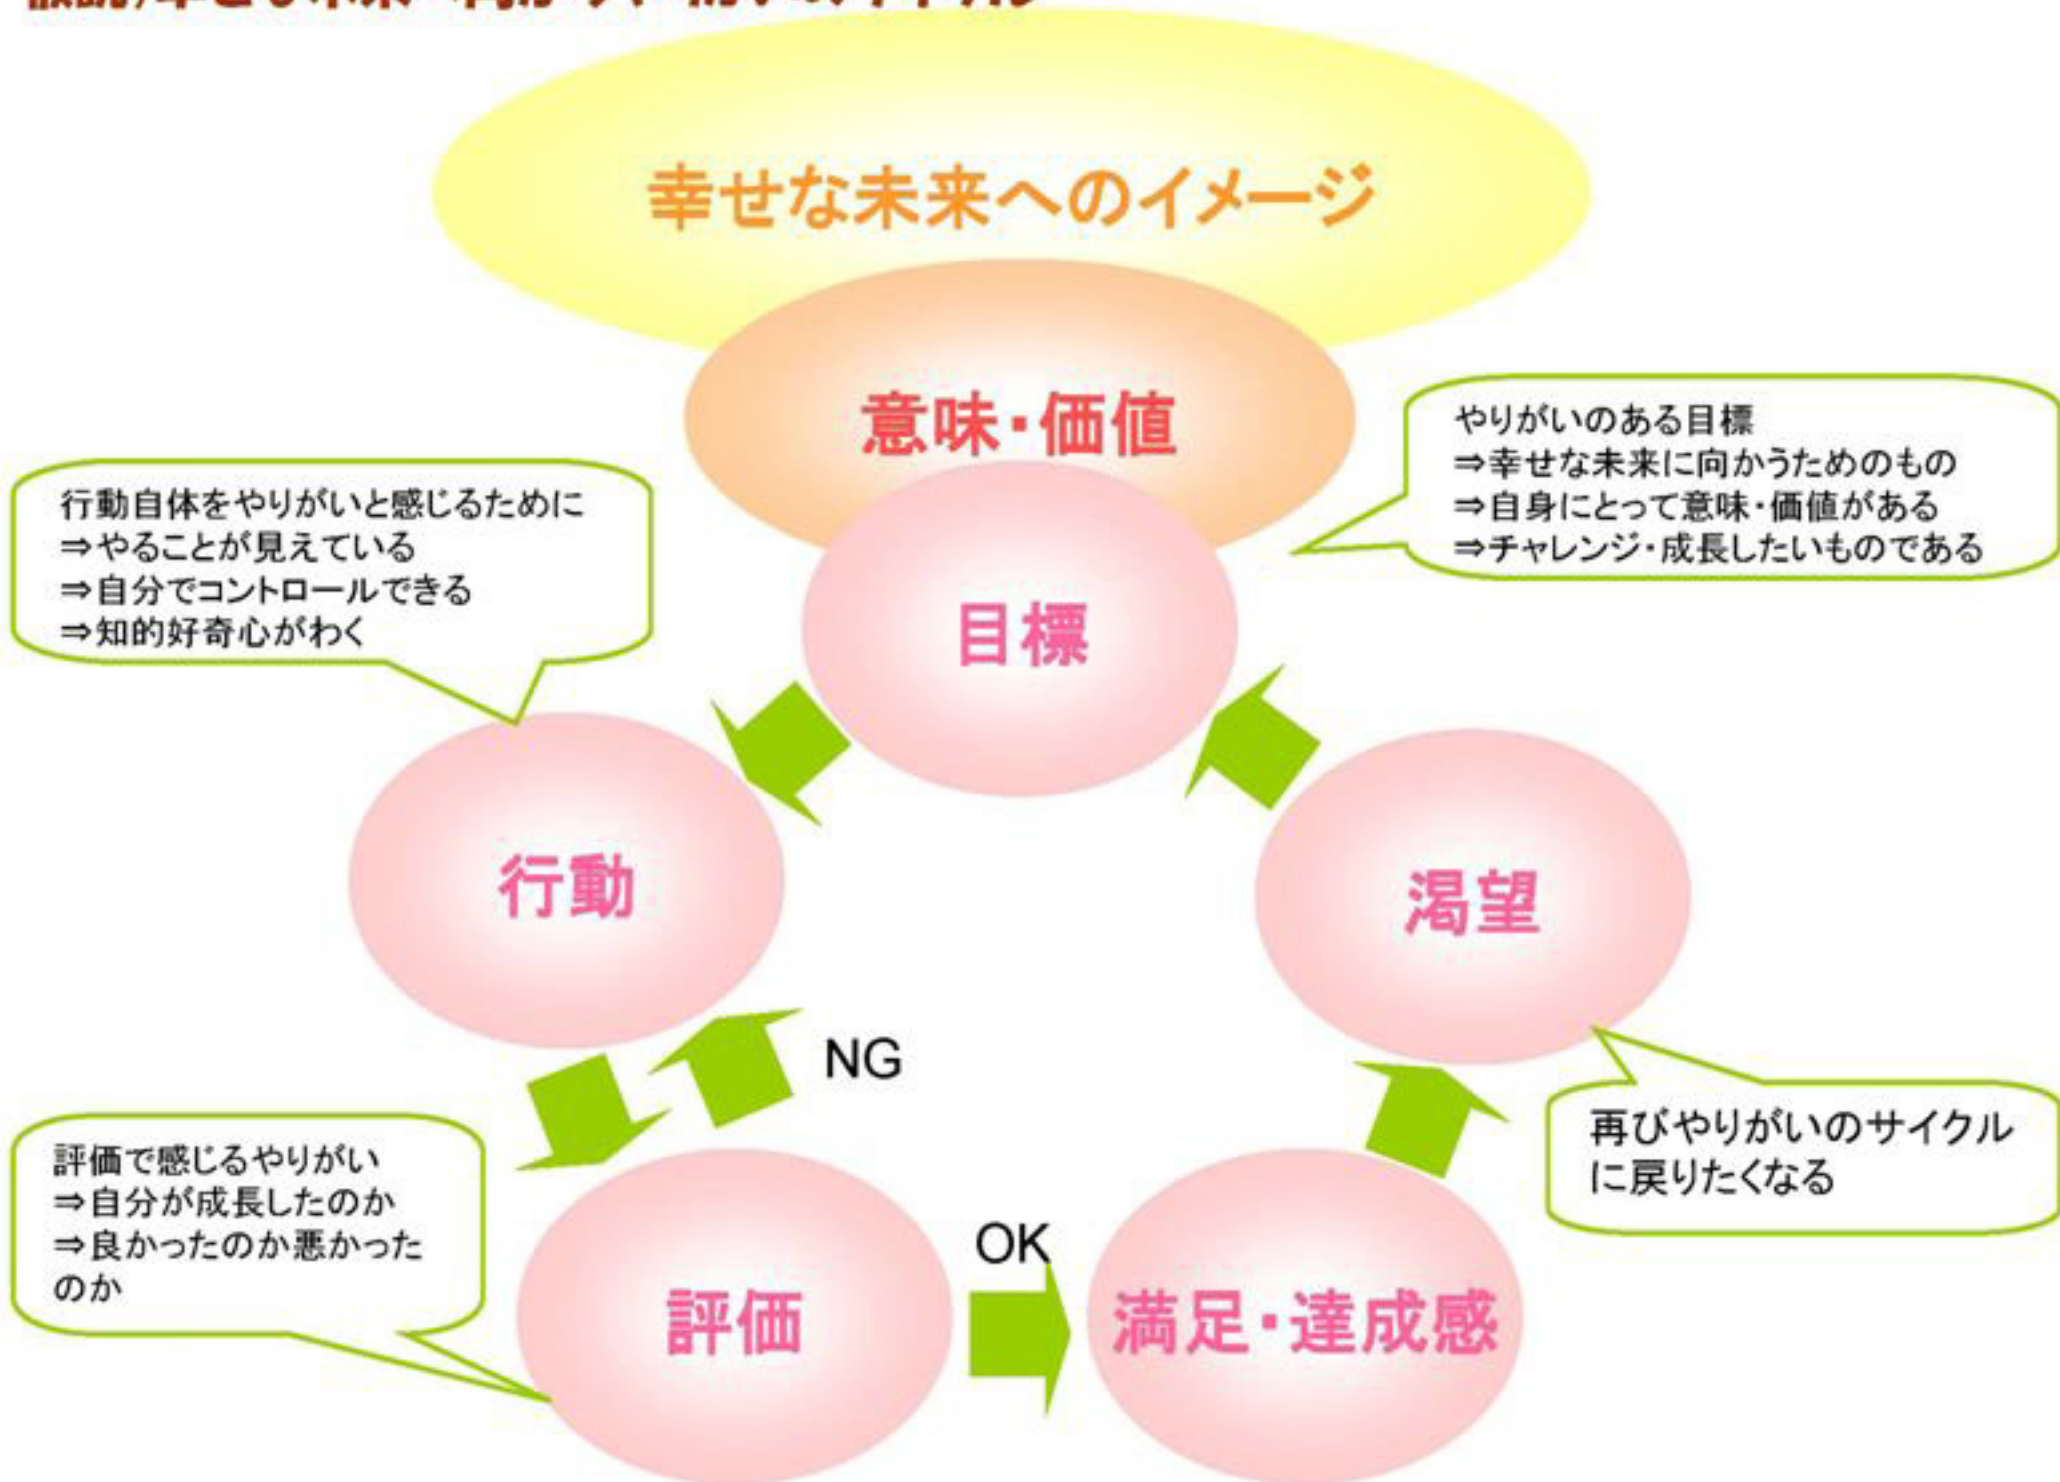 幸せな未来へのイメージ
意味・価値
やりがいのある目標
⇒幸せな未来に向かうためのもの
⇒自身にとって意味・価値がある
⇒チャレンジ・成長したいものである
行動自体をやりがいと感じるために
⇒やることが見えている
⇒自分でコントロールできる
⇒知的好奇心がわく
目標
行動
渇望
NG
再びやりがいのサイクル
に戻りたくなる
評価で感じるやりがい
⇒自分が成長したのか
⇒良かったのか悪かった
のか
OK
評価
満足・達成感